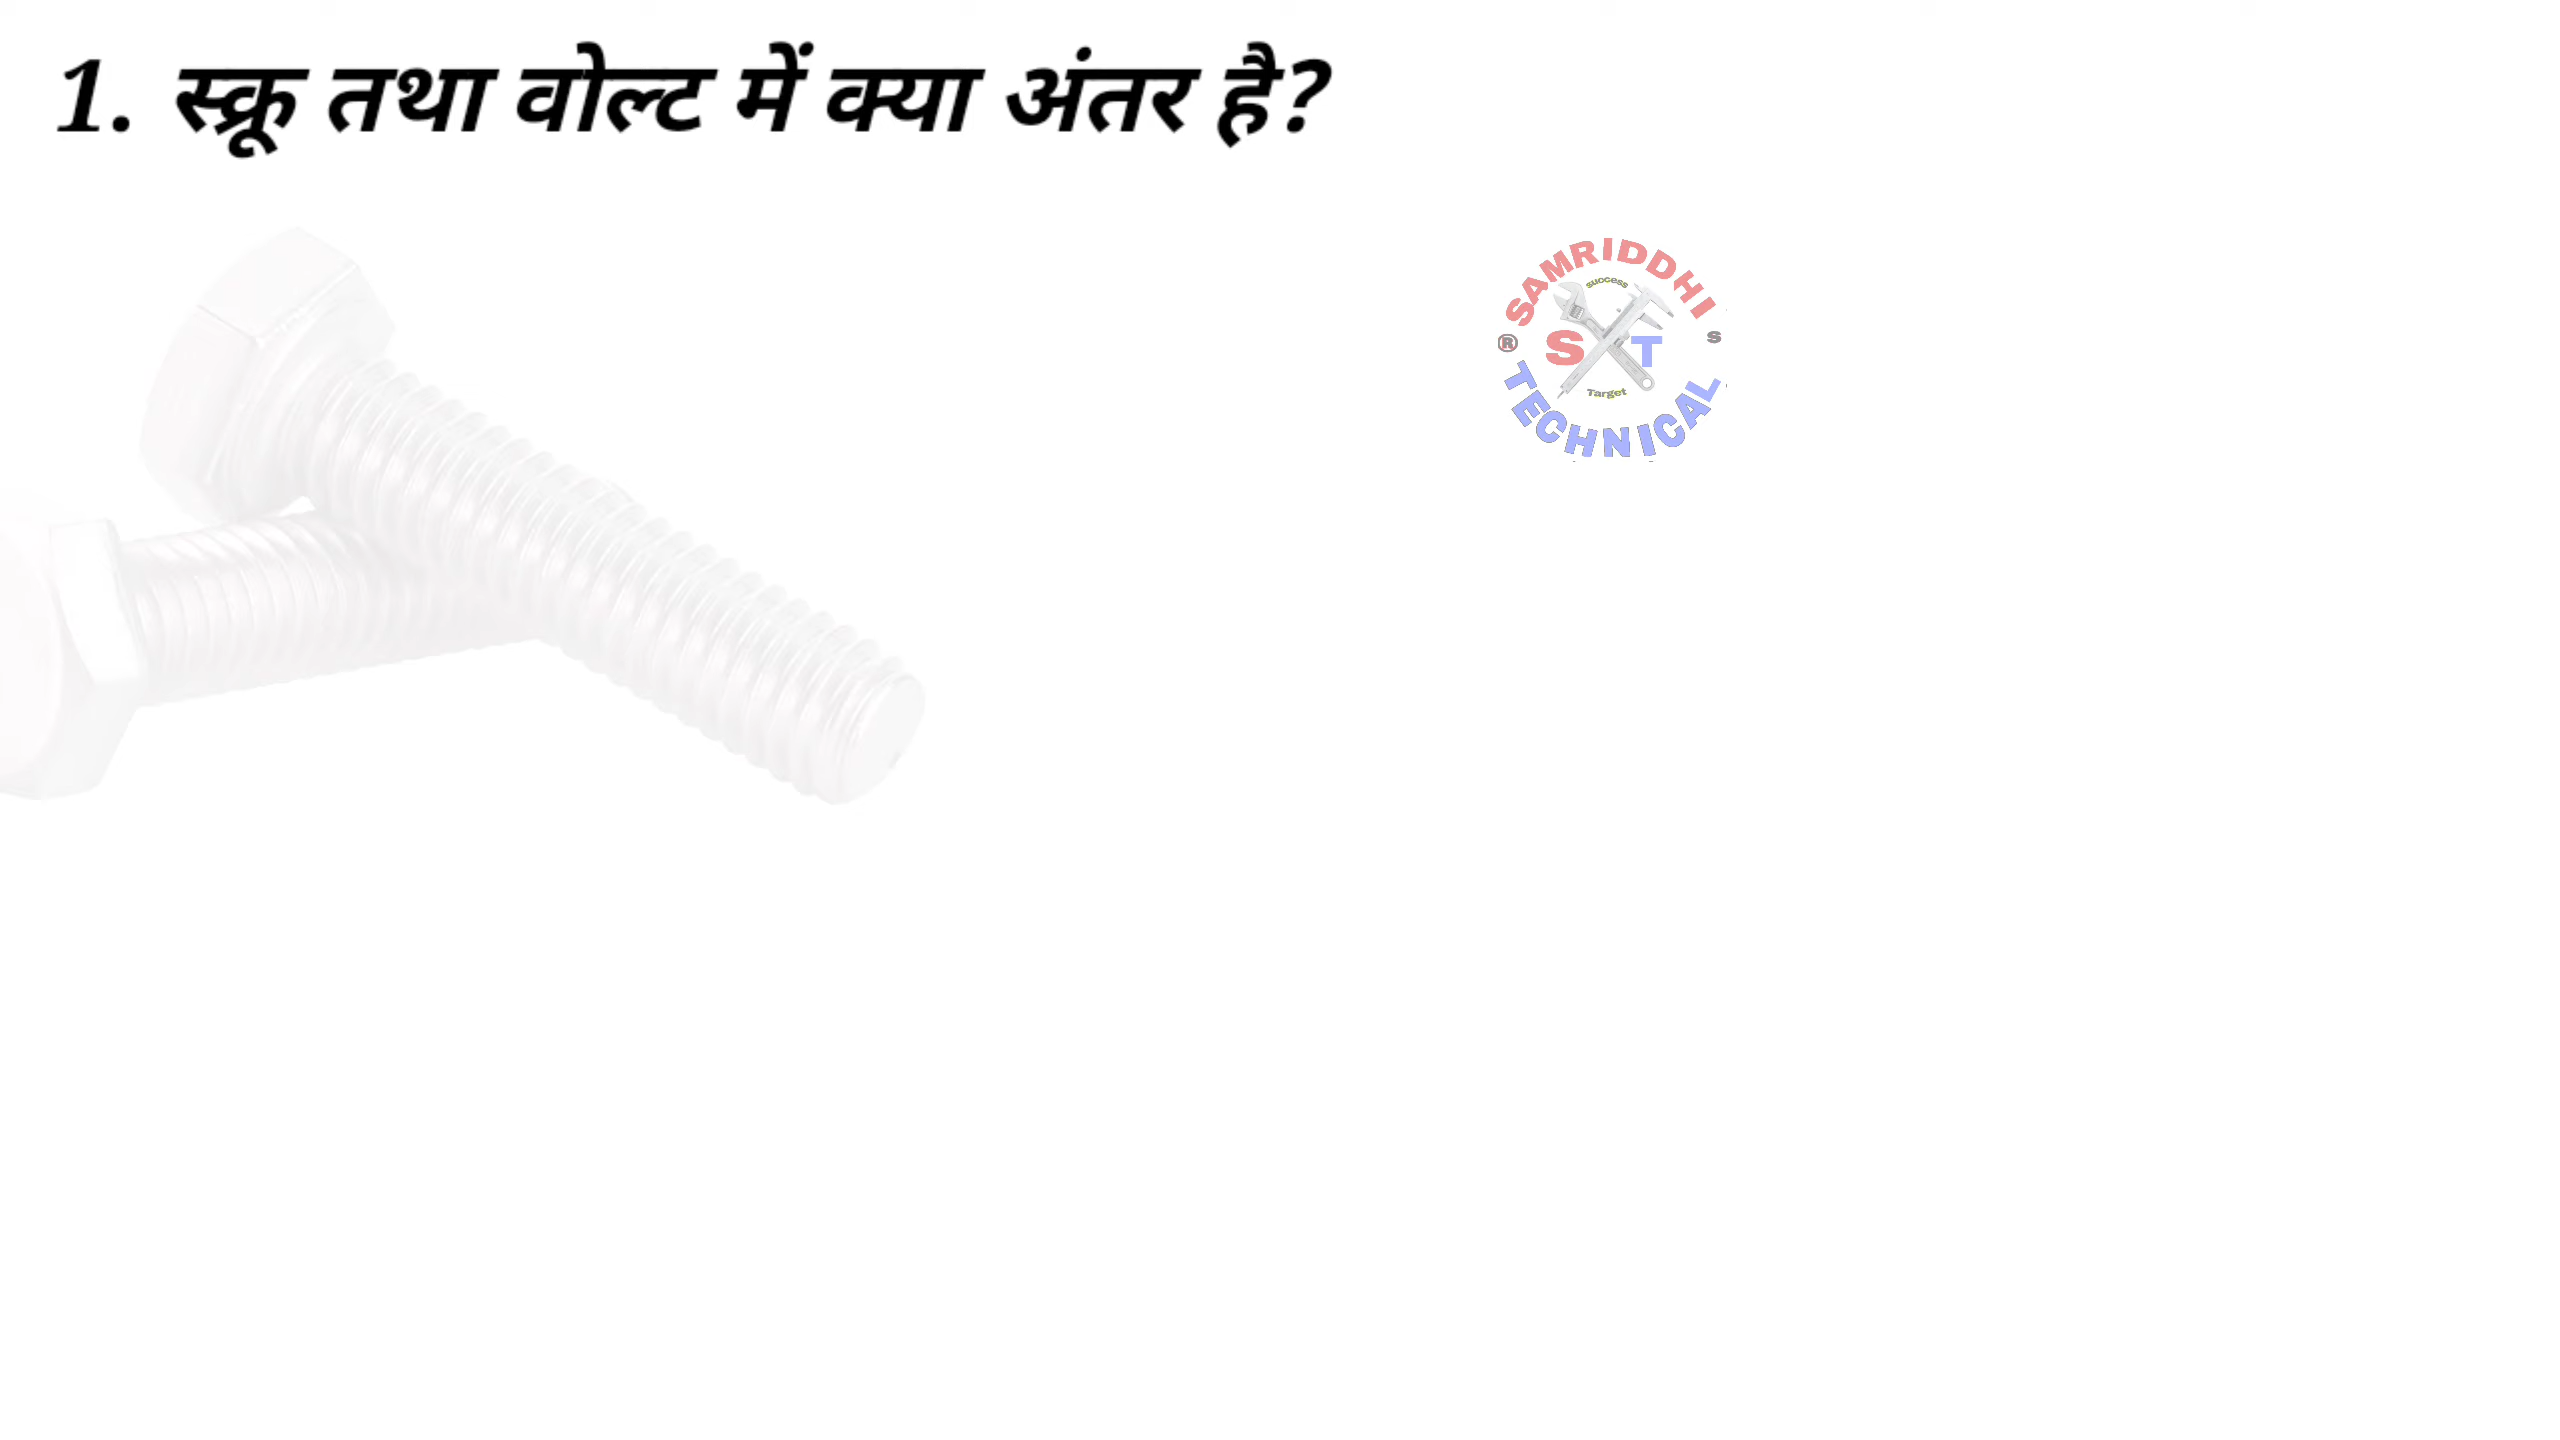 1. स्क्रू तथा वोल्ट में क्या अंतर है?
SAMRIDDHI
success
® S T S
Target
TECHNICAL